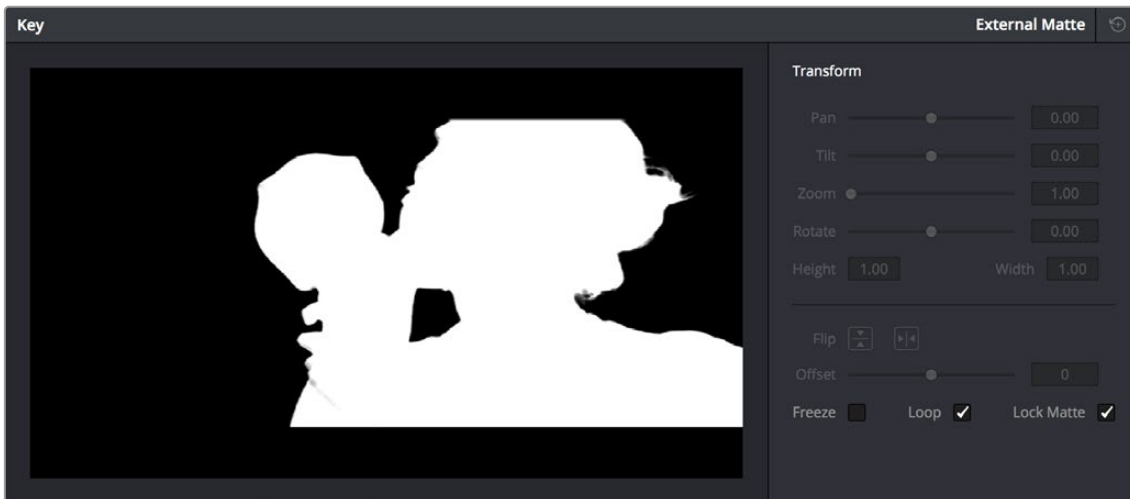 Key External Matte
Transform
Pan 0.00
Tilt 0.00
Zoom 1.00
Rotate 0.00
Height 1.00 Width 1.00
Flip
Offset 0
Freeze Loop Lock Matte